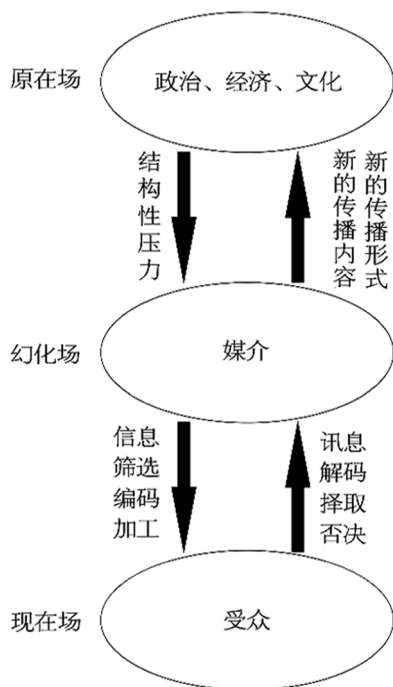 原在场
政治、经济、文化
结构性压力
新的传播内容
新的传播形式
幻化场
媒介
信息
筛选
编码
加工
讯息
解码
择取
否决
现在场
受众